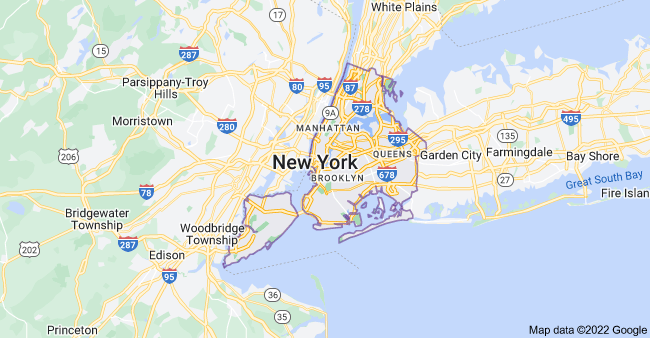 White Plains
17
15
287
Parsippany-Troy
Hills
80
95
87
9A
278
Morristown
280
MANHATTAN
495
295
135
206
New York
QUEENS
Garden City
Farmingdale
Bay Shore
BROOKLYN
678
27
Great South Bay
78
Fire Islan
Bridgewater
Township
287
Woodbridge
Township
202
Edison
95
36
35
Princeton
Map data ©2022 Google